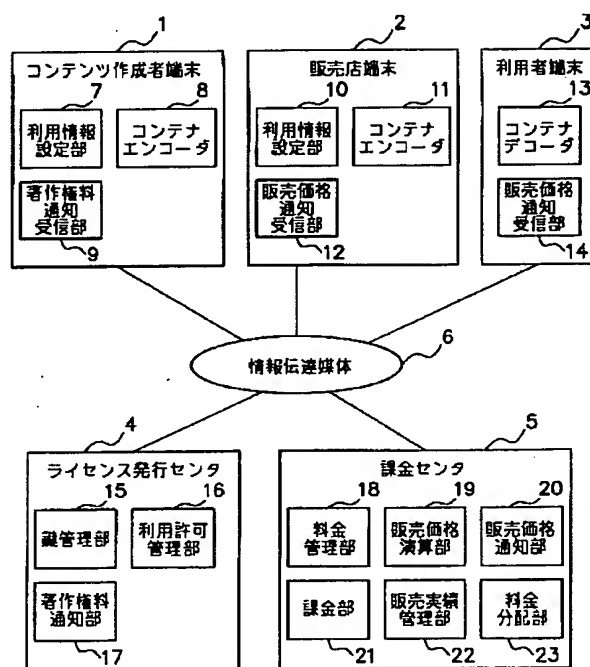 1
コンテンツ作成者端末
7
8
利用情報
設定部
コンテナ
エンコーダ
著作権料
通知
受信部
9
2
販売店端末
10
11
利用情報
設定部
コンテナ
エンコーダ
販売価格
通知
受信部
12
3
利用者端末
13
コンテナ
デコーダ
販売価格
通知
受信部
14
情報伝達媒体
6
4
ライセンス発行センタ
15
16
鍵管理部
利用許可
管理部
著作権料
通知部
17
5
課金センタ
18
19
20
料金
管理部
販売価格
演算部
販売価格
通知部
課金部
販売実績
管理部
料金
分配部
21
22
23